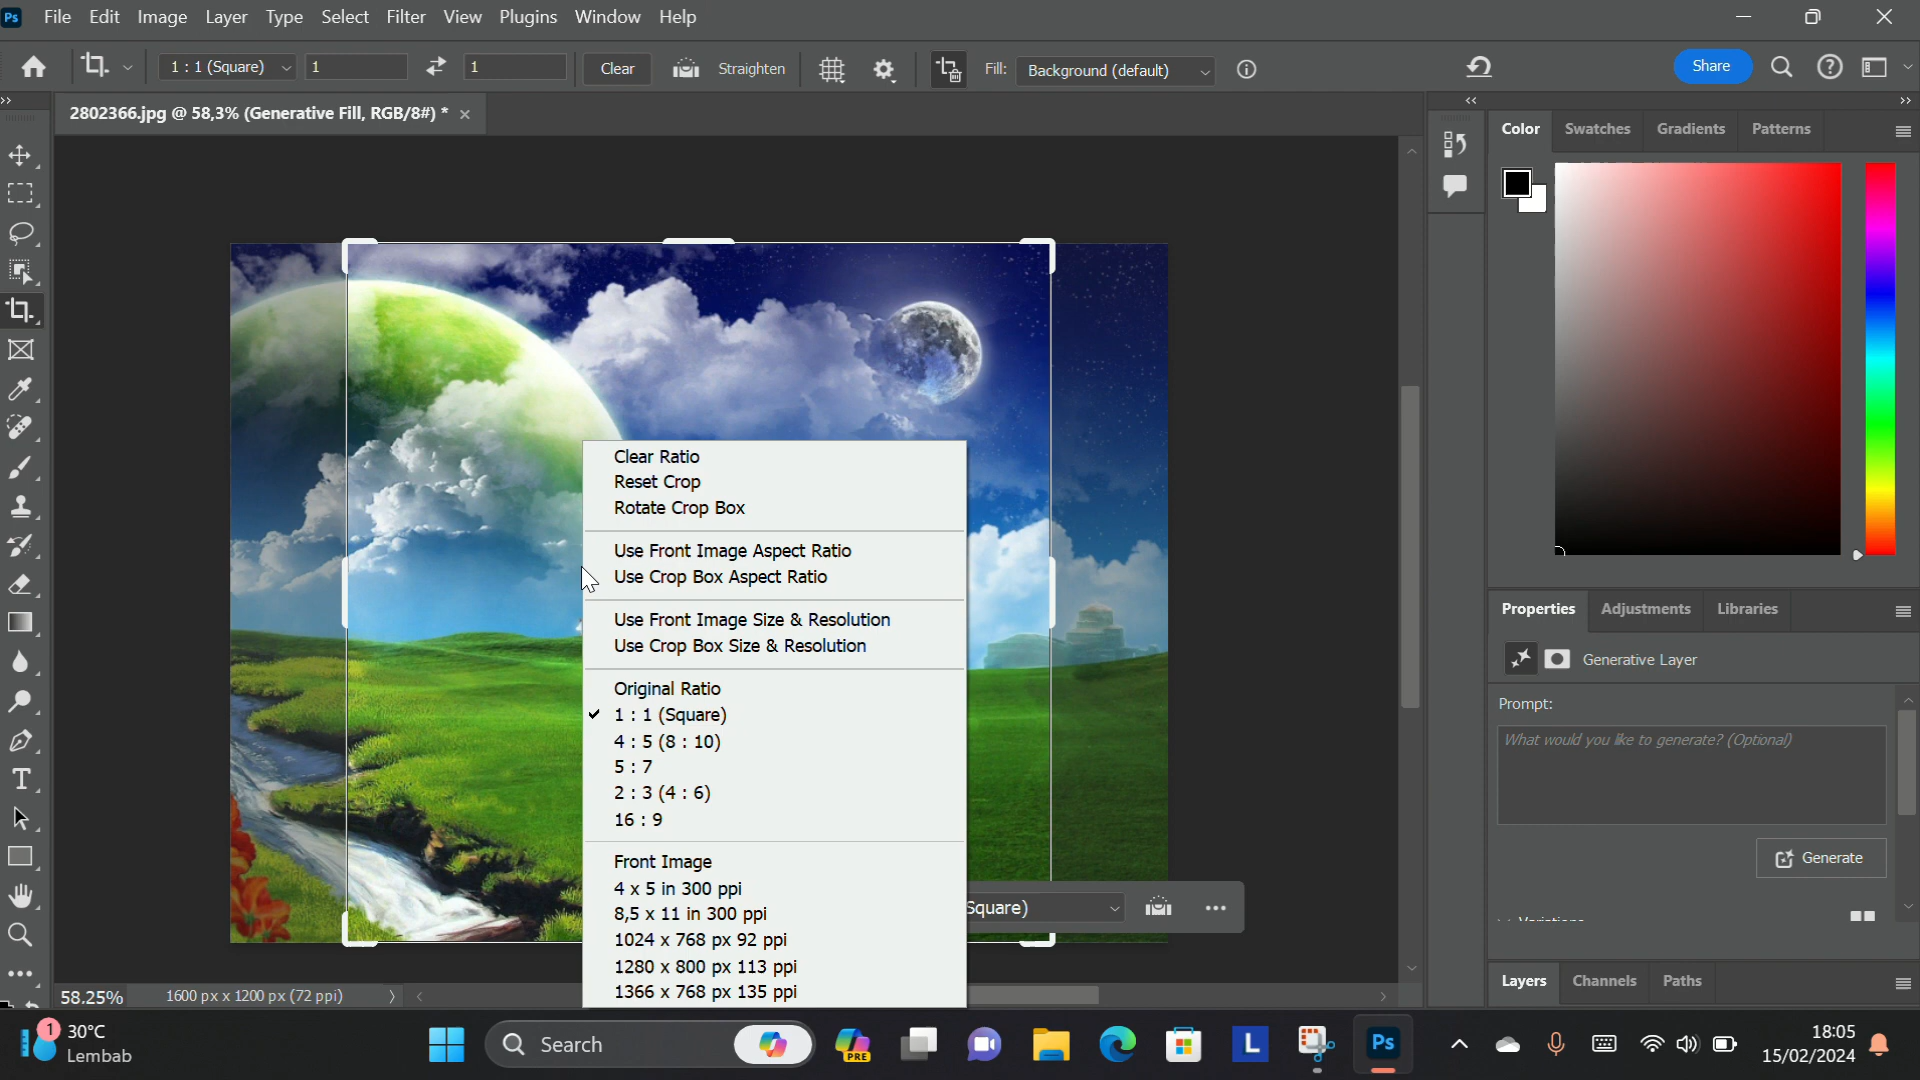 Ps File Edit Image Layer Type Select Filter View Plugins Window Help
1 : 1 (Square) 1 1 Clear Straighten Fill: Background (default) Share
2802366.jpg @ 58,3% (Generative Fill, RGB/8#) *
Color Swatches Gradients Patterns
Clear Ratio
Reset Crop
Rotate Crop Box
Use Front Image Aspect Ratio
Use Crop Box Aspect Ratio
Use Front Image Size & Resolution
Use Crop Box Size & Resolution
Original Ratio
1 : 1 (Square)
4 : 5 (8 : 10)
5 : 7
2 : 3 (4 : 6)
16 : 9
Front Image
4 x 5 in 300 ppi
8,5 x 11 in 300 ppi
1024 x 768 px 92 ppi
1280 x 800 px 113 ppi
1366 x 768 px 135 ppi
Square)
Properties Adjustments Libraries
Generative Layer
Prompt:
What would you like to generate? (Optional)
Generate
Layers Channels Paths
58.25% 1600 px x 1200 px (72 ppi)
1 30°C
Lembab
Search
PRE
L
Ps
18:05
15/02/2024